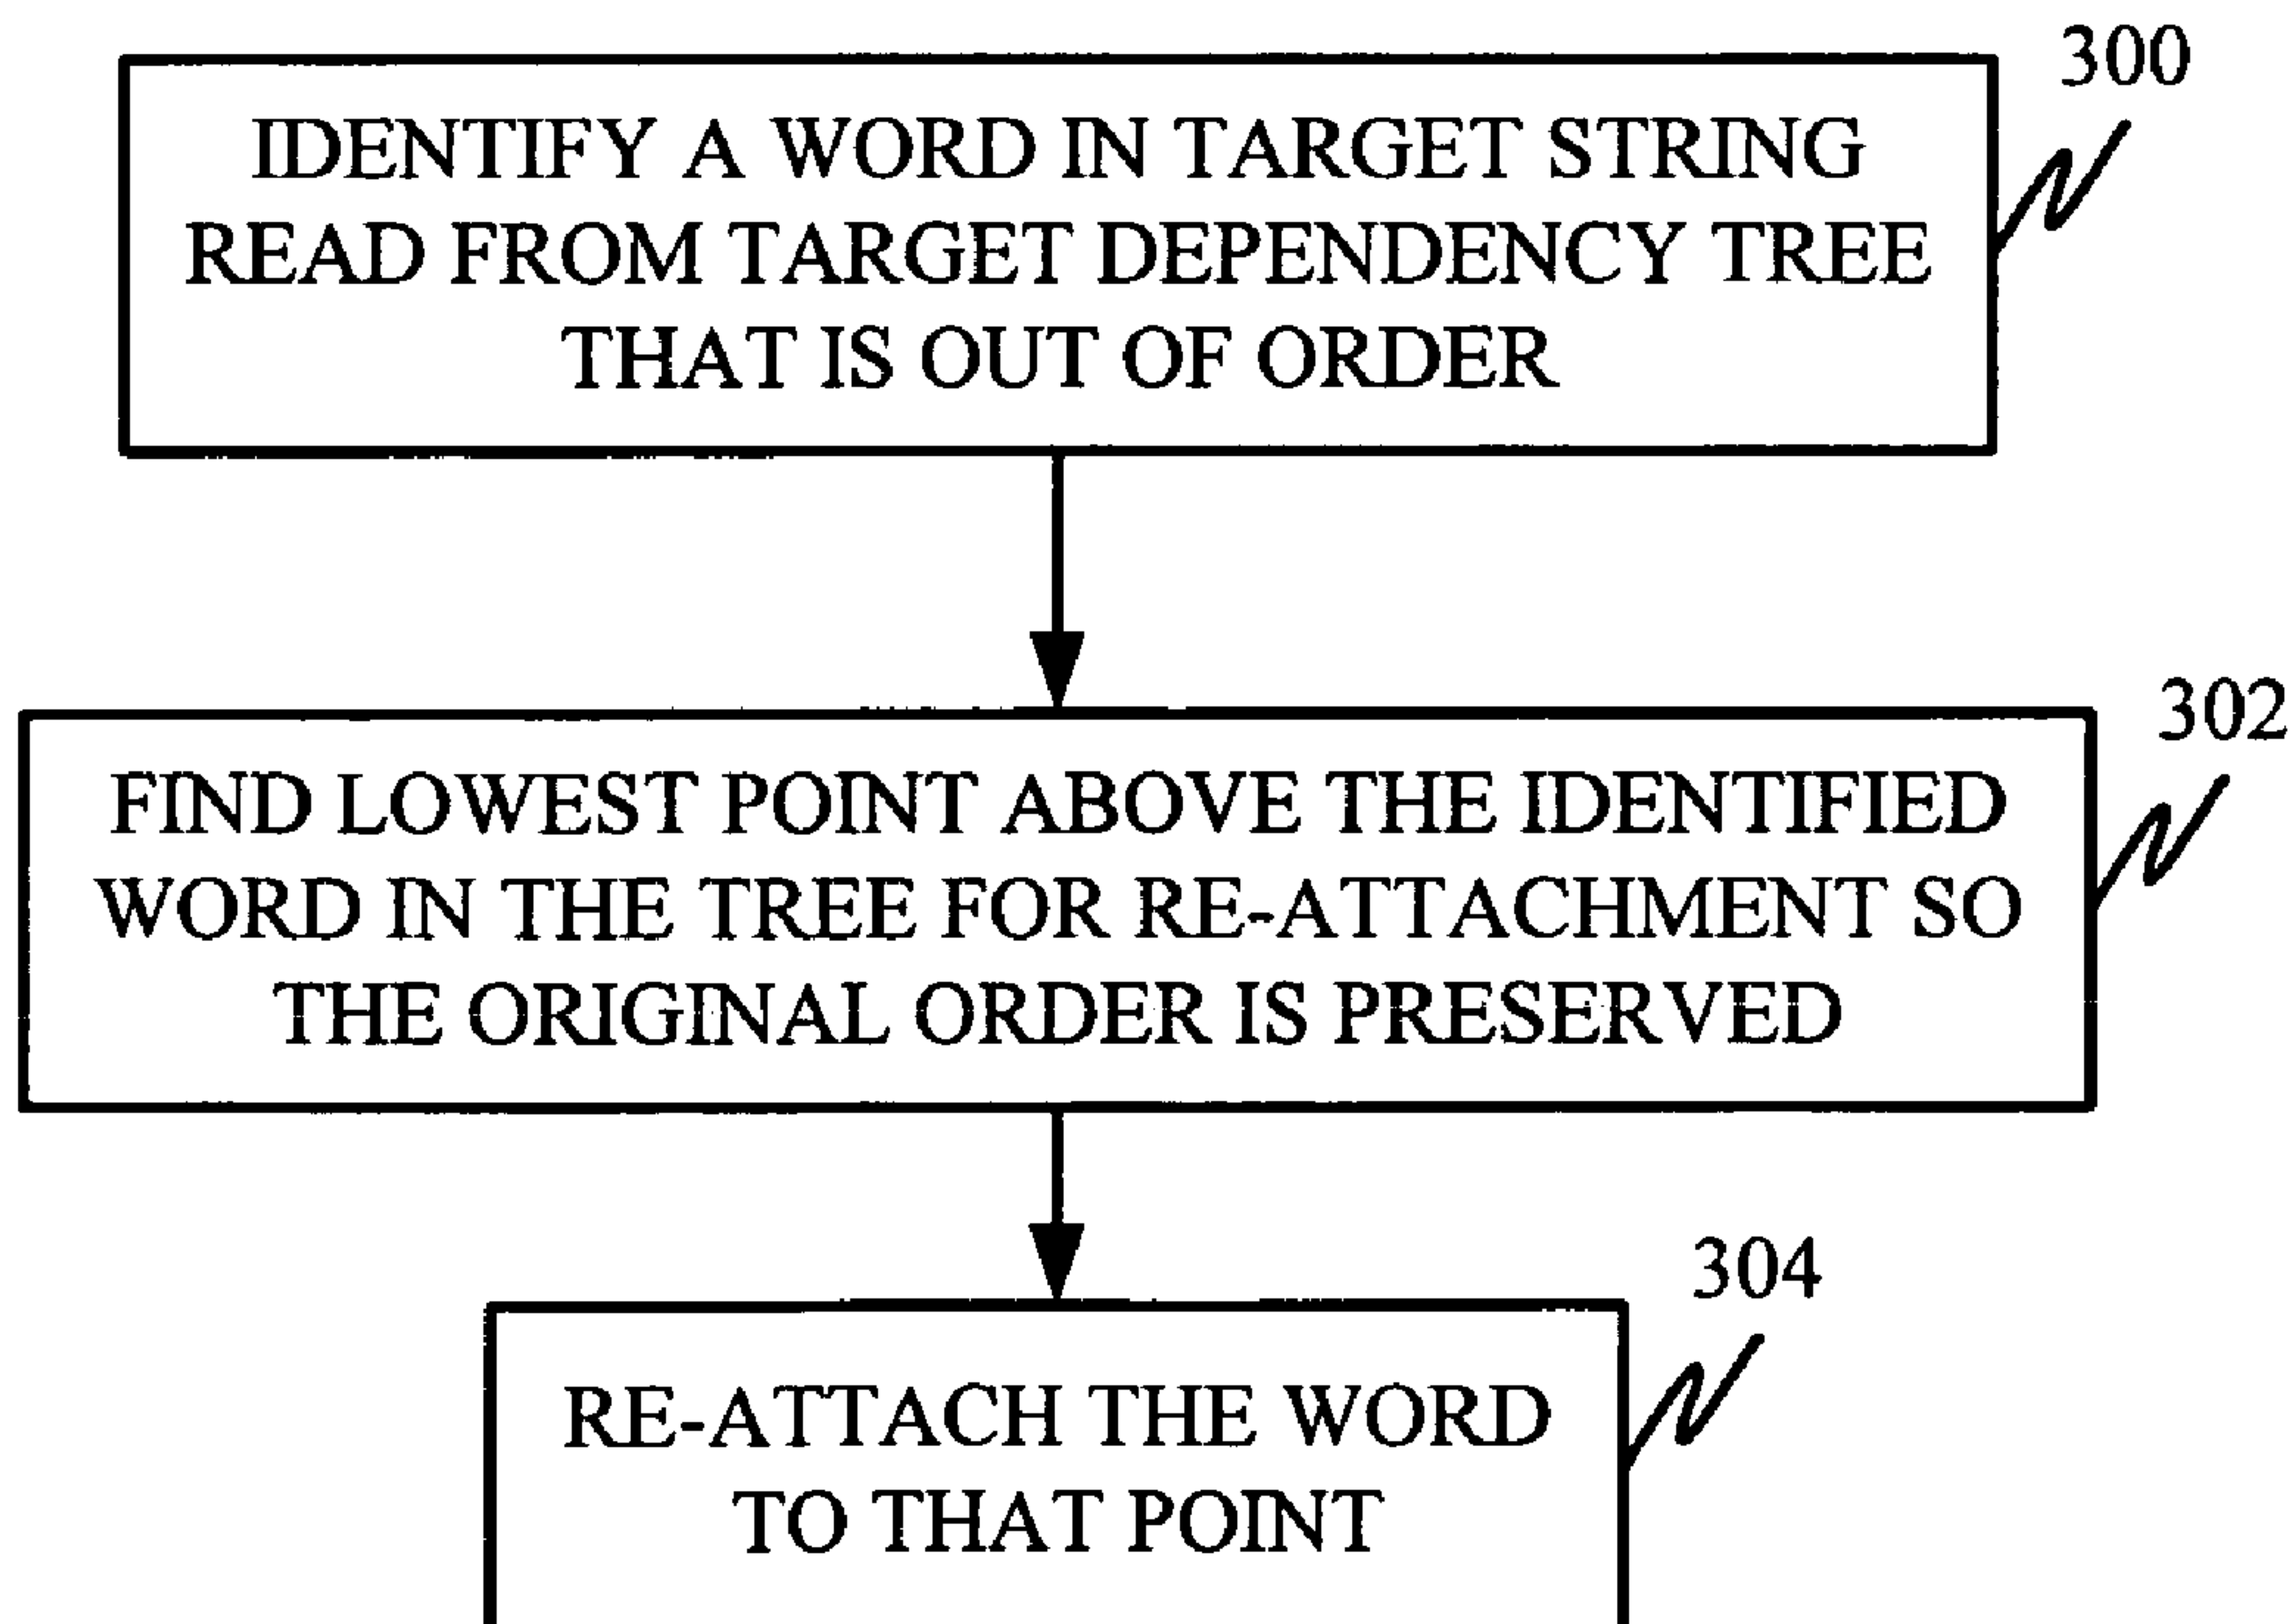 300
IDENTIFY A WORD IN TARGET STRING
READ FROM TARGET DEPENDENCY TREE
THAT IS OUT OF ORDER
302
FIND LOWEST POINT ABOVE THE IDENTIFIED
WORD IN THE TREE FOR RE-ATTACHMENT SO
THE ORIGINAL ORDER IS PRESERVED
304
RE-ATTACH THE WORD
TO THAT POINT